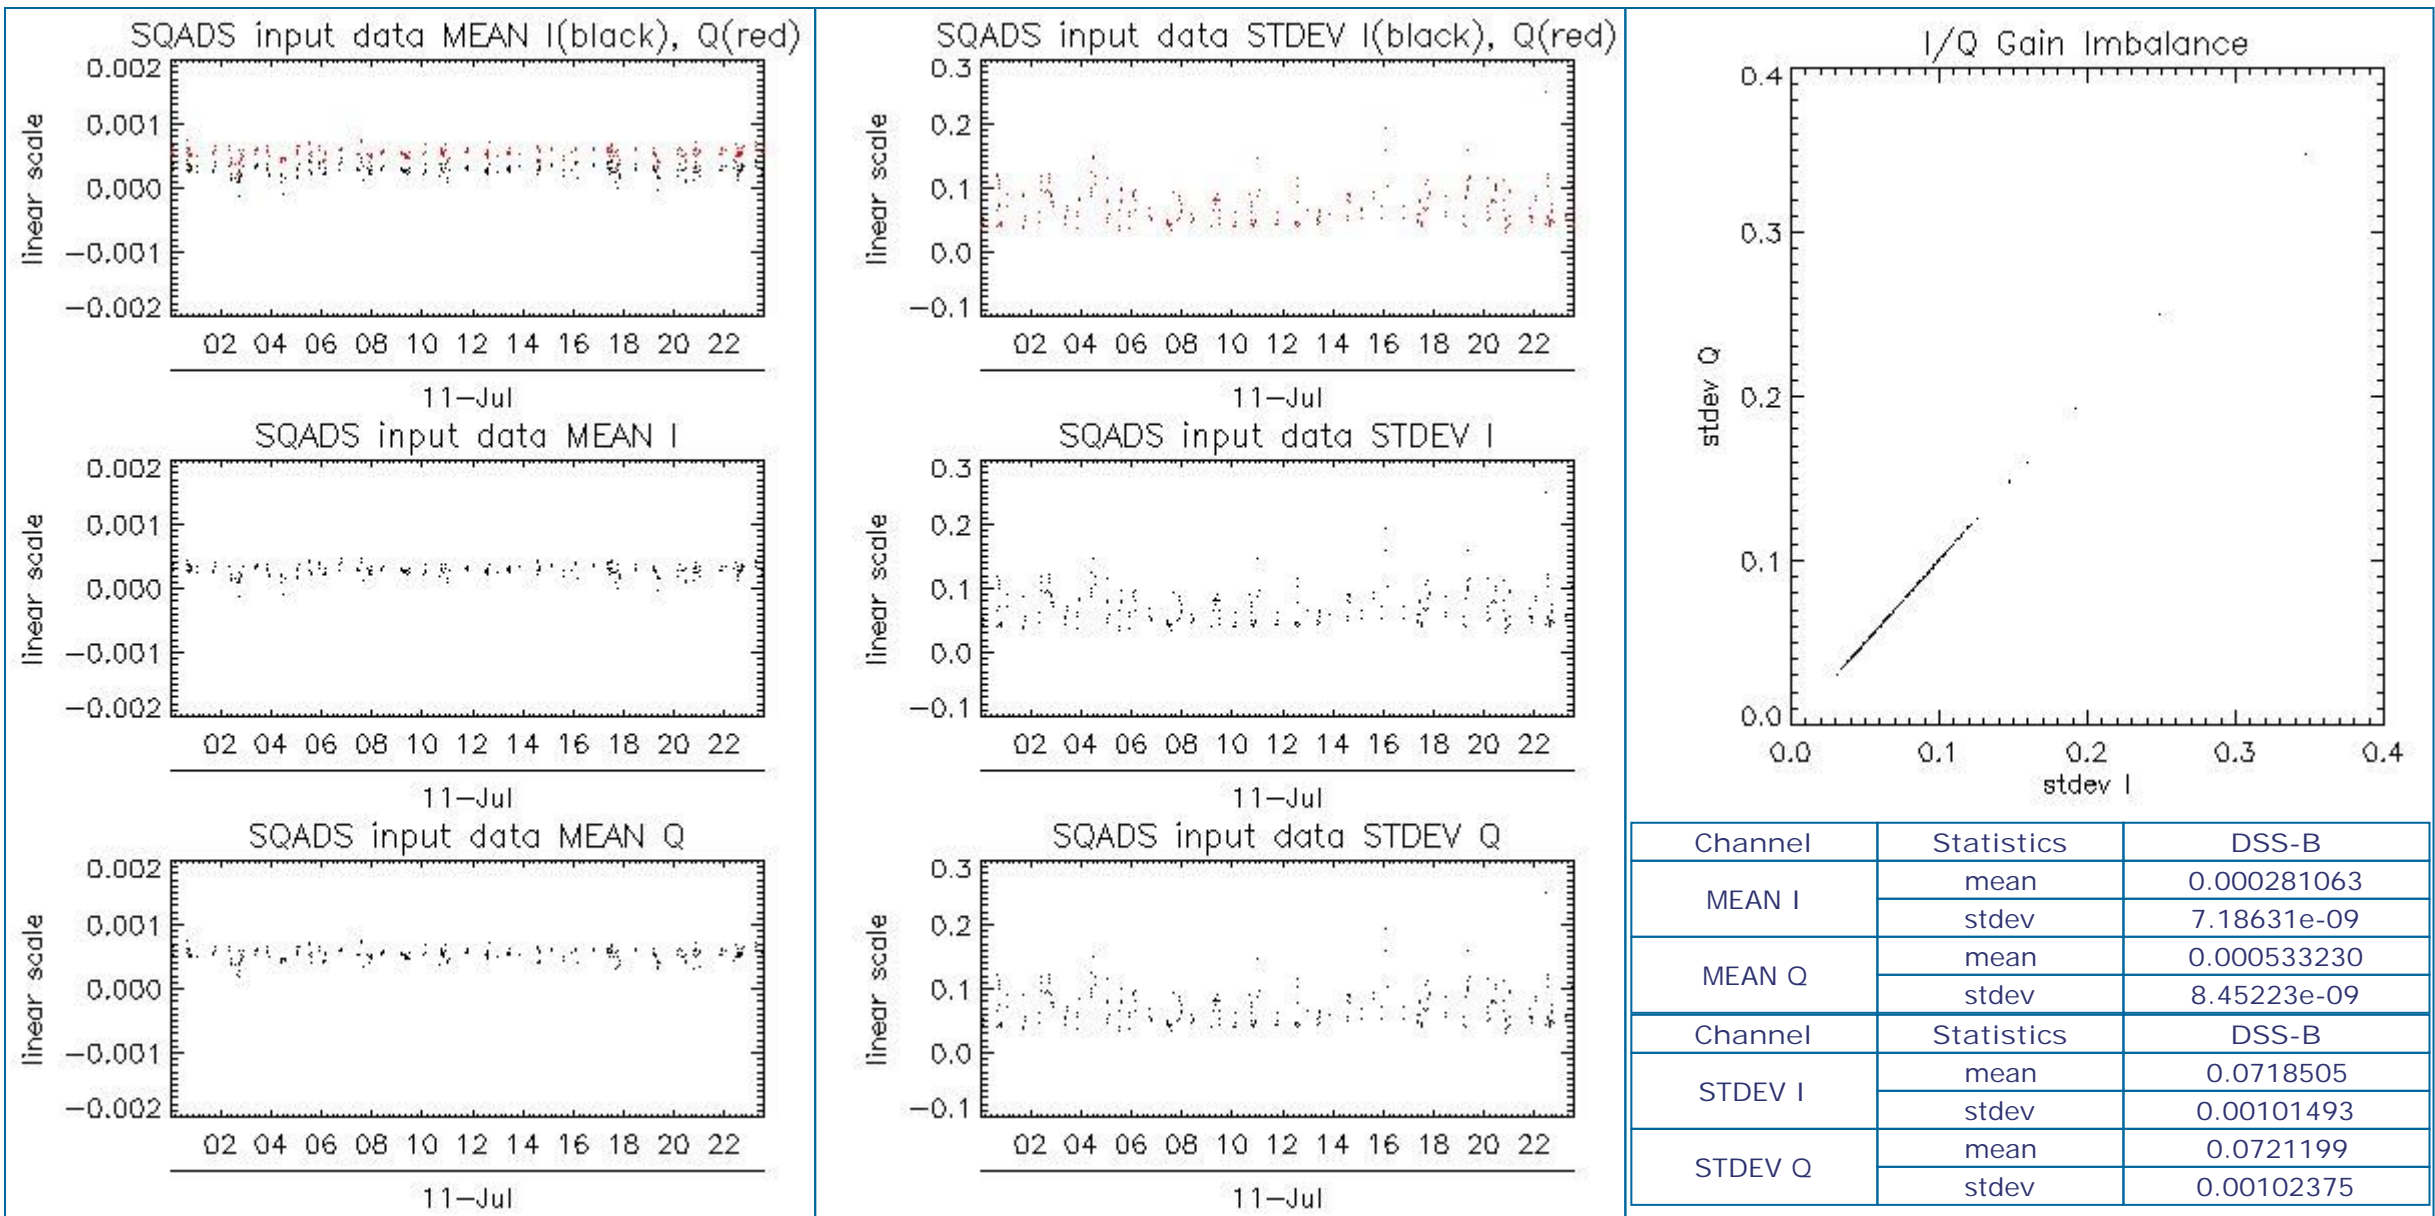 SQADS input data MEAN I(black), Q(red)
0.002
0.001
0.000
−0.001
−0.002
linear scale
02 04 06 08 10 12 14 16 18 20 22
11−Jul
SQADS input data MEAN I
0.002
0.001
0.000
−0.001
−0.002
linear scale
02 04 06 08 10 12 14 16 18 20 22
11−Jul
SQADS input data MEAN Q
0.002
0.001
0.000
−0.001
−0.002
linear scale
02 04 06 08 10 12 14 16 18 20 22
11−Jul
SQADS input data STDEV I(black), Q(red)
0.3
0.2
0.1
0.0
−0.1
linear scale
02 04 06 08 10 12 14 16 18 20 22
11−Jul
SQADS input data STDEV I
0.3
0.2
0.1
0.0
−0.1
linear scale
02 04 06 08 10 12 14 16 18 20 22
11−Jul
SQADS input data STDEV Q
0.3
0.2
0.1
0.0
−0.1
linear scale
02 04 06 08 10 12 14 16 18 20 22
11−Jul
I/Q Gain Imbalance
0.4
0.3
0.2
0.1
0.0
stdev Q
0.0 0.1 0.2 0.3 0.4
stdev I
Channel Statistics DSS-B
MEAN I mean 0.000281063
stdev 7.18631e-09
MEAN Q mean 0.000533230
stdev 8.45223e-09
Channel Statistics DSS-B
STDEV I mean 0.0718505
stdev 0.00101493
STDEV Q mean 0.0721199
stdev 0.00102375